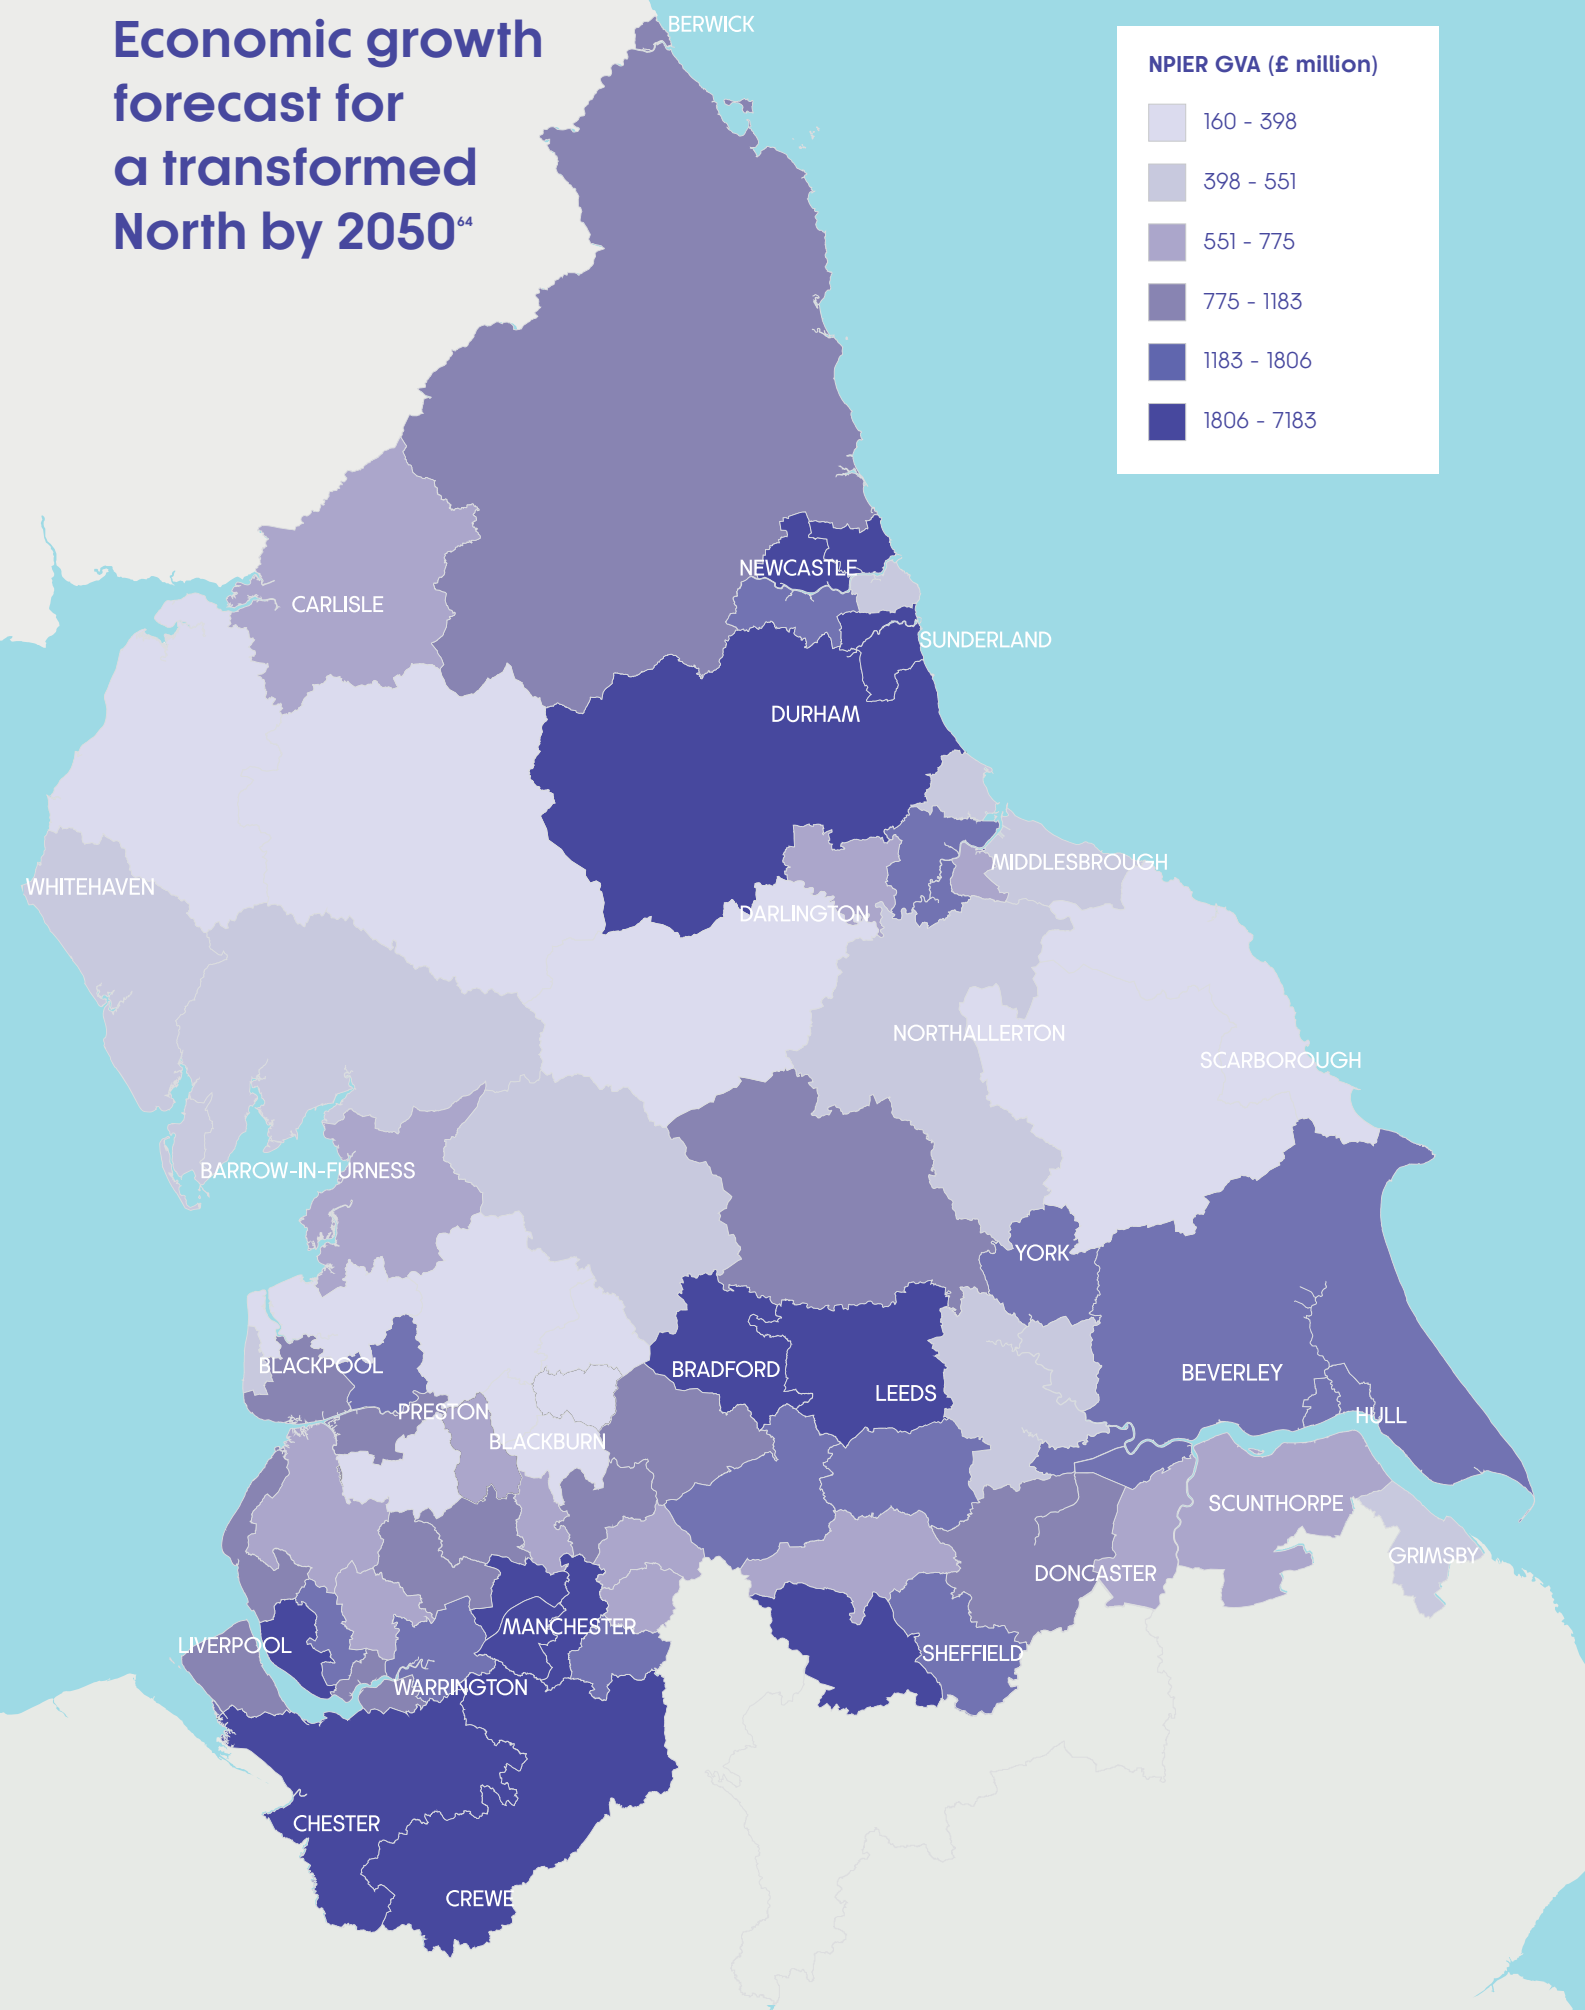 Economic growth
forecast for
a transformed
North by 2050⁶⁴
NPIER GVA (£ million)
160 - 398
398 - 551
551 - 775
775 - 1183
1183 - 1806
1806 - 7183
BERWICK
NEWCASTLE
CARLISLE
SUNDERLAND
DURHAM
MIDDLESBROUGH
WHITEHAVEN
DARLINGTON
NORTHALLERTON
SCARBOROUGH
BARROW-IN-FURNESS
YORK
BLACKPOOL
BRADFORD
BEVERLEY
LEEDS
PRESTON
HULL
BLACKBURN
SCUNTHORPE
GRIMSBY
DONCASTER
MANCHESTER
LIVERPOOL
SHEFFIELD
WARRINGTON
CHESTER
CREWE